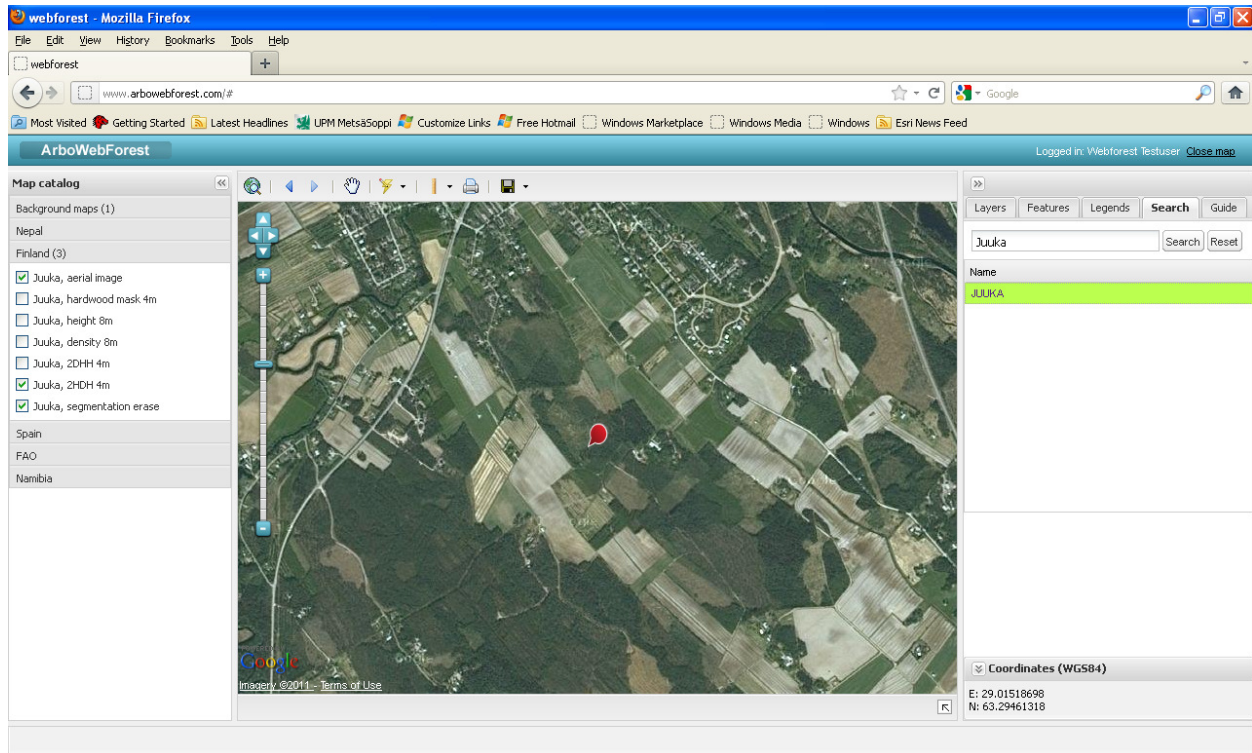 webforest - Mozilla Firefox
File Edit View History Bookmarks Tools Help
webforest
www.arbowebforest.com/#
Google
Most Visited Getting Started Latest Headlines UPM MetsäSoppi Customize Links Free Hotmail Windows Marketplace Windows Media Windows Esri News Feed
ArboWebForest
Logged in: Webforest Testuser Close map
Map catalog
Background maps (1)
Nepal
Finland (3)
Juuka, aerial image
Juuka, hardwood mask 4m
Juuka, height 8m
Juuka, density 8m
Juuka, 2DHH 4m
Juuka, 2HDH 4m
Juuka, segmentation erase
Spain
FAO
Namibia
Google
Imagery ©2011 - Terms of Use
Layers Features Legends Search Guide
Juuka Search Reset
Name
JUUKA
Coordinates (WGS84)
E: 29.01518698
N: 63.29461318